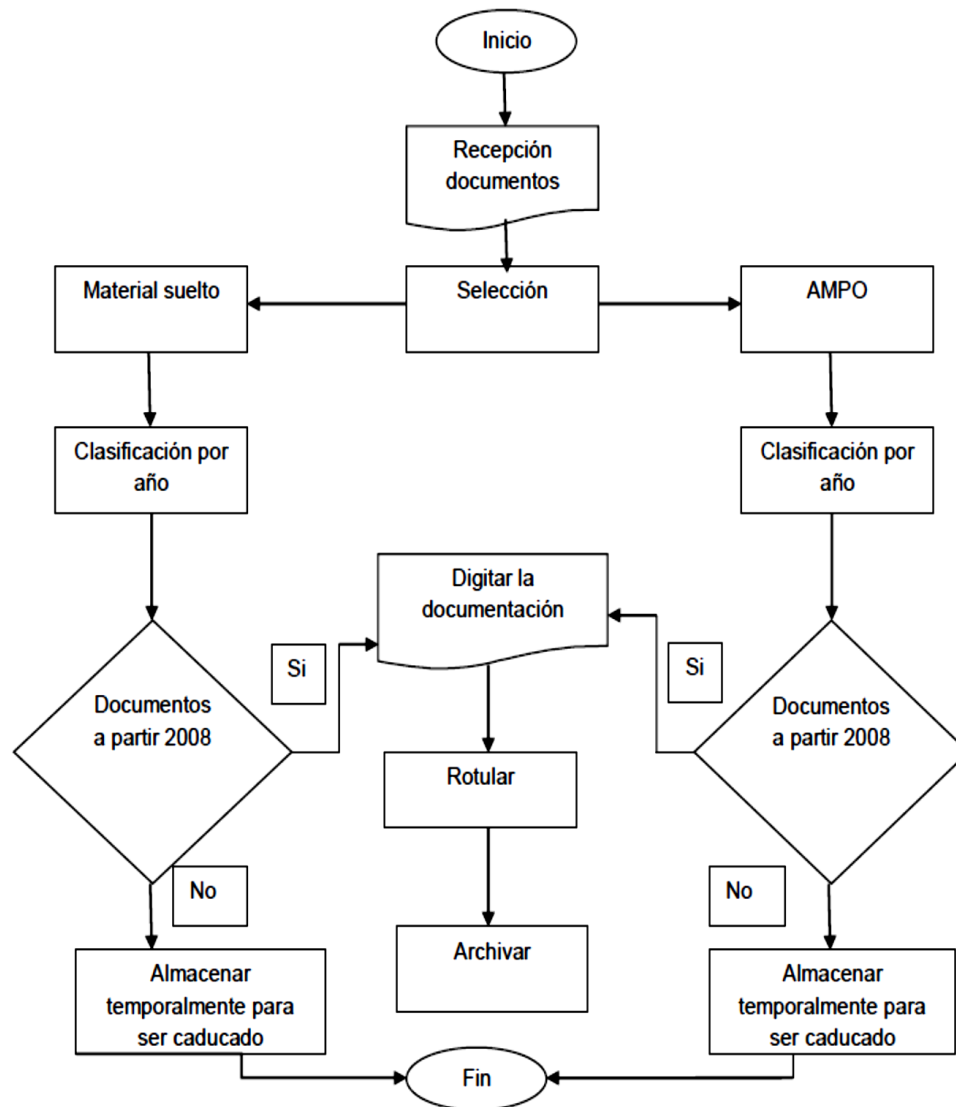 Inicio
Recepción
documentos
Material suelto
Selección
AMPO
Clasificación por
año
Clasificación por
año
Digitar la
documentación
Si
Si
Documentos
a partir 2008
Documentos
a partir 2008
Rotular
No
No
Archivar
Almacenar
temporalmente para
ser caducado
Almacenar
temporalmente para
ser caducado
Fin